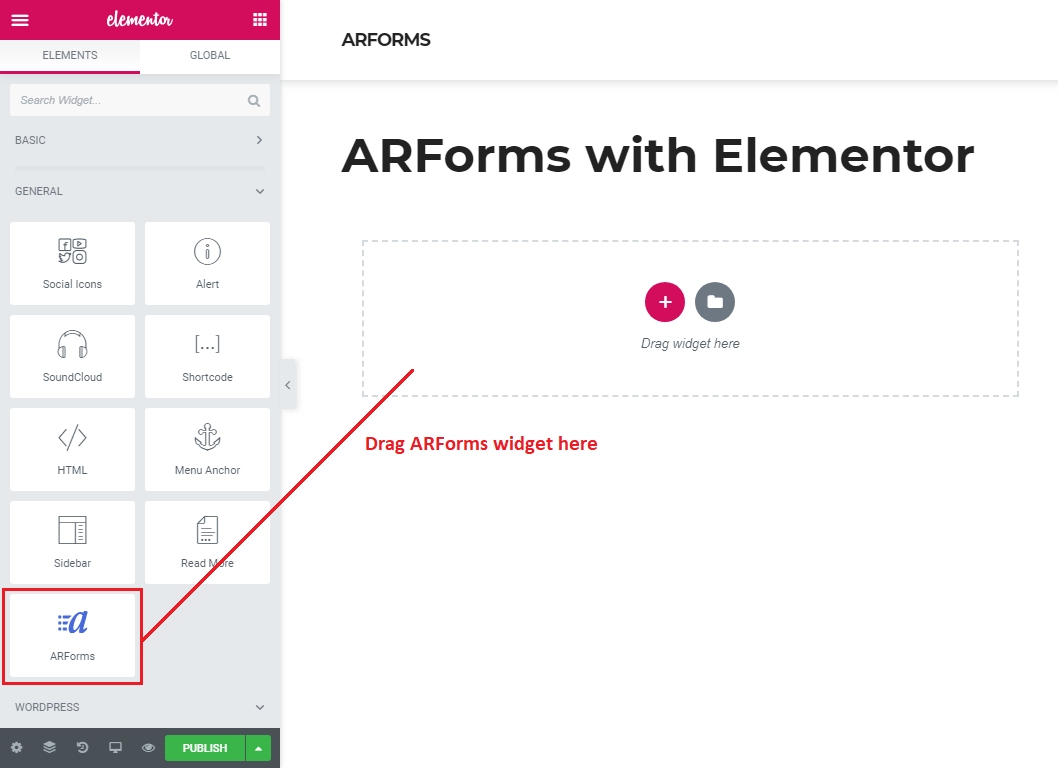 elementor
ELEMENTS
GLOBAL
Search Widget...
BASIC
GENERAL
Social Icons
Alert
[...]
SoundCloud
Shortcode
HTML
Menu Anchor
Sidebar
Read More
a
ARForms
WORDPRESS
PUBLISH
ARFORMS
ARForms with Elementor
Drag widget here
Drag ARForms widget here